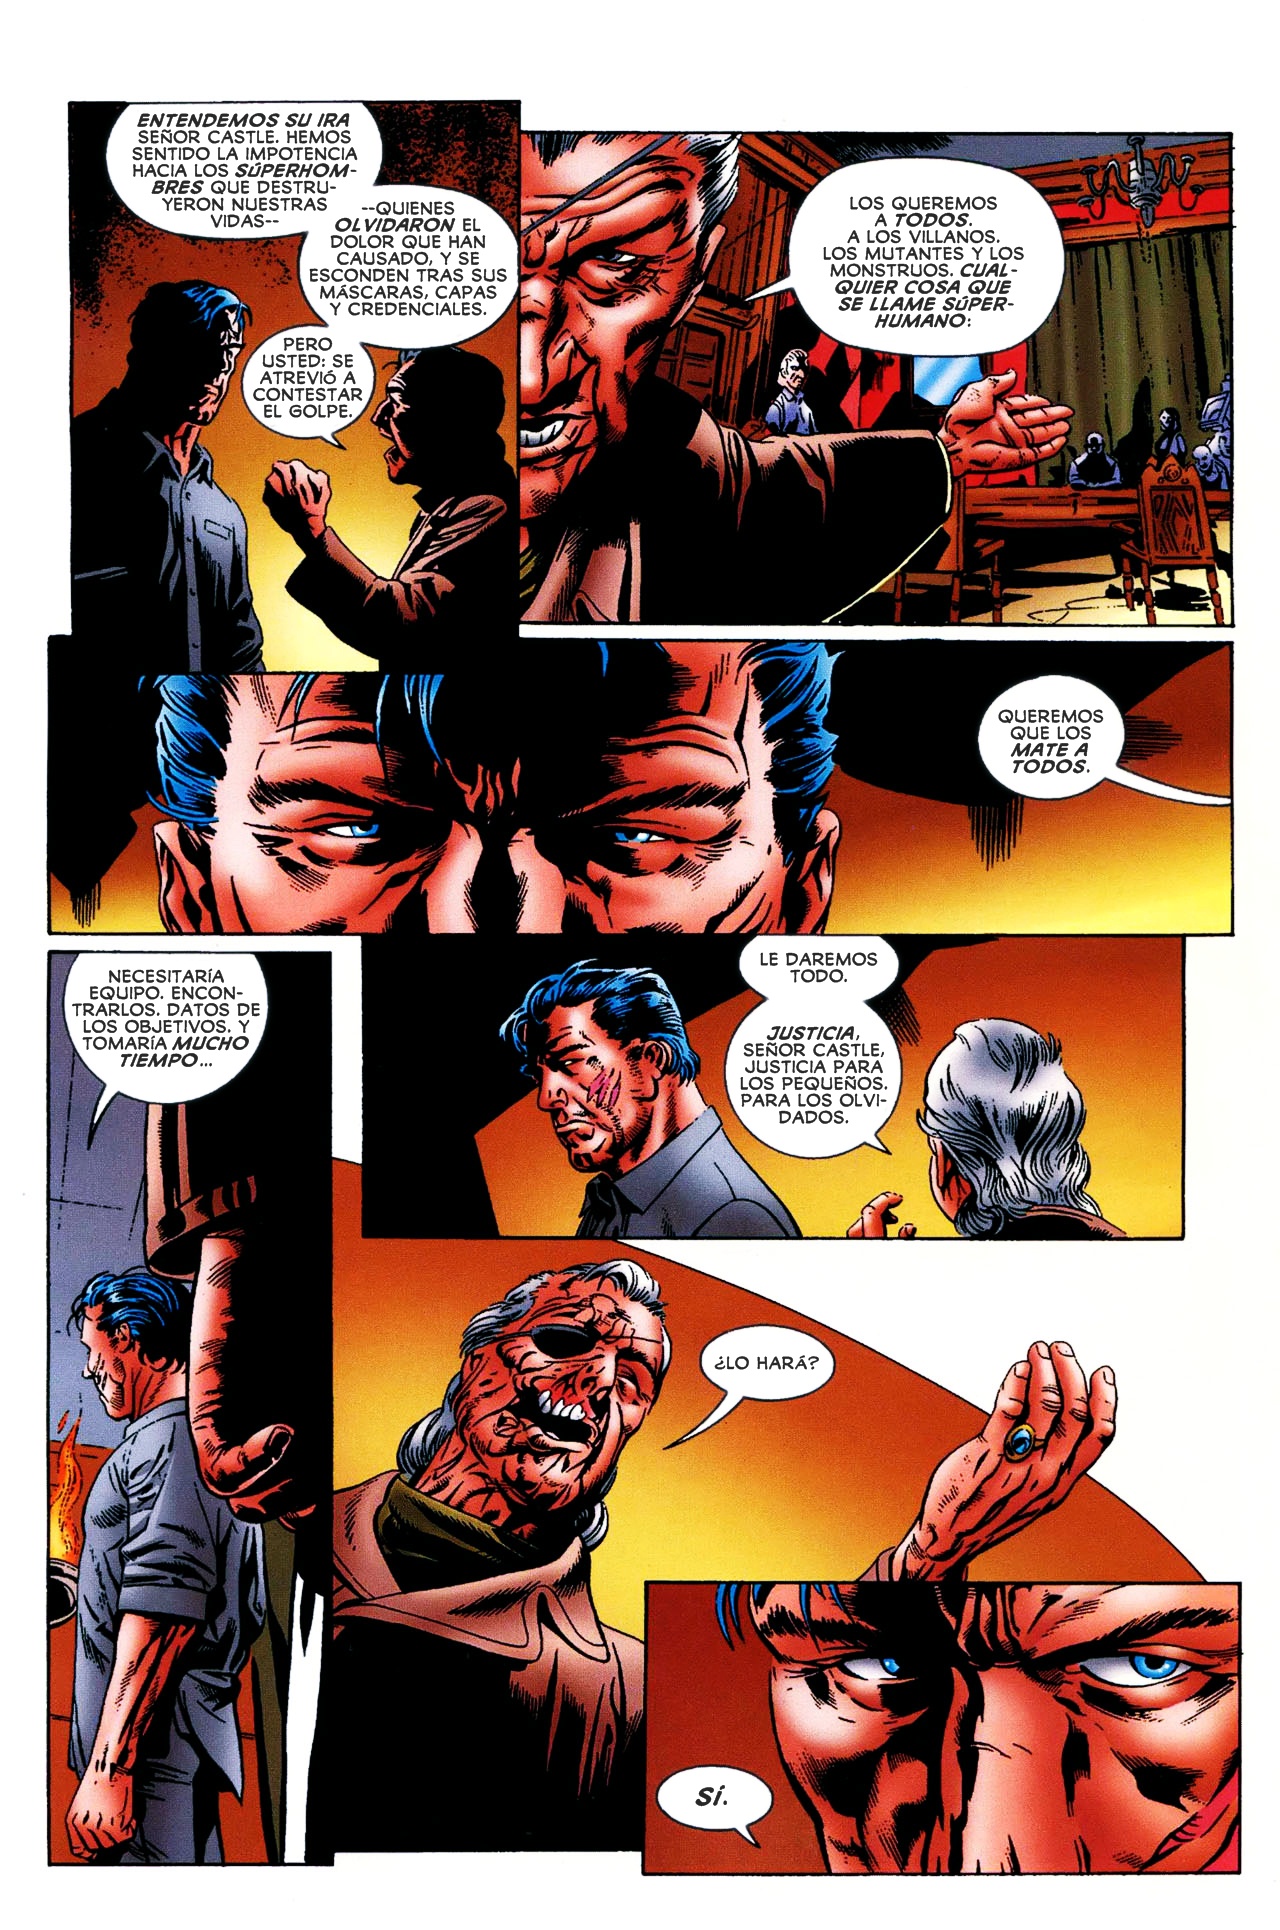 ENTENDEMOS SU IRA
SEÑOR CASTLE. HEMOS
SENTIDO LA IMPOTENCIA
HACIA LOS SÚPERHOM-
BRES QUE DESTRU-
YERON NUESTRAS
VIDAS--
--QUIENES
OLVIDARON EL
DOLOR QUE HAN
CAUSADO, Y SE
ESCONDEN TRAS SUS
MÁSCARAS, CAPAS
Y CREDENCIALES.
PERO
USTED: SE
ATREVIÓ A
CONTESTAR
EL GOLPE.
LOS QUEREMOS
A TODOS.
A LOS VILLANOS.
LOS MUTANTES Y LOS
MONSTRUOS. CUAL-
QUIER COSA QUE
SE LLAME SÚPER-
HUMANO:
QUEREMOS
QUE LOS
MATE A
TODOS.
NECESITARÍA
EQUIPO. ENCON-
TRARLOS. DATOS DE
LOS OBJETIVOS. Y
TOMARÍA MUCHO
TIEMPO...
LE DAREMOS
TODO.
JUSTICIA,
SEÑOR CASTLE,
JUSTICIA PARA
LOS PEQUEÑOS.
PARA LOS OLVI-
DADOS.
¿LO HARÁ?
SÍ.